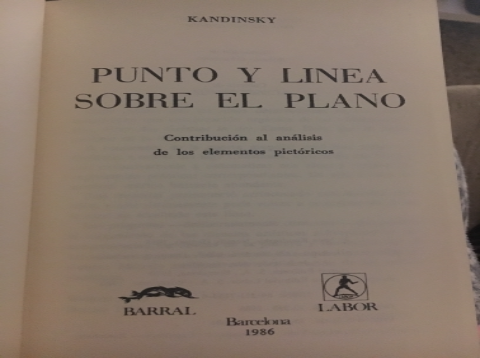 KANDINSKY
PUNTO Y LINEA
SOBRE EL PLANO
Contribución al análisis
de los elementos pictóricos
BARRAL
LABOR
Barcelona
1986